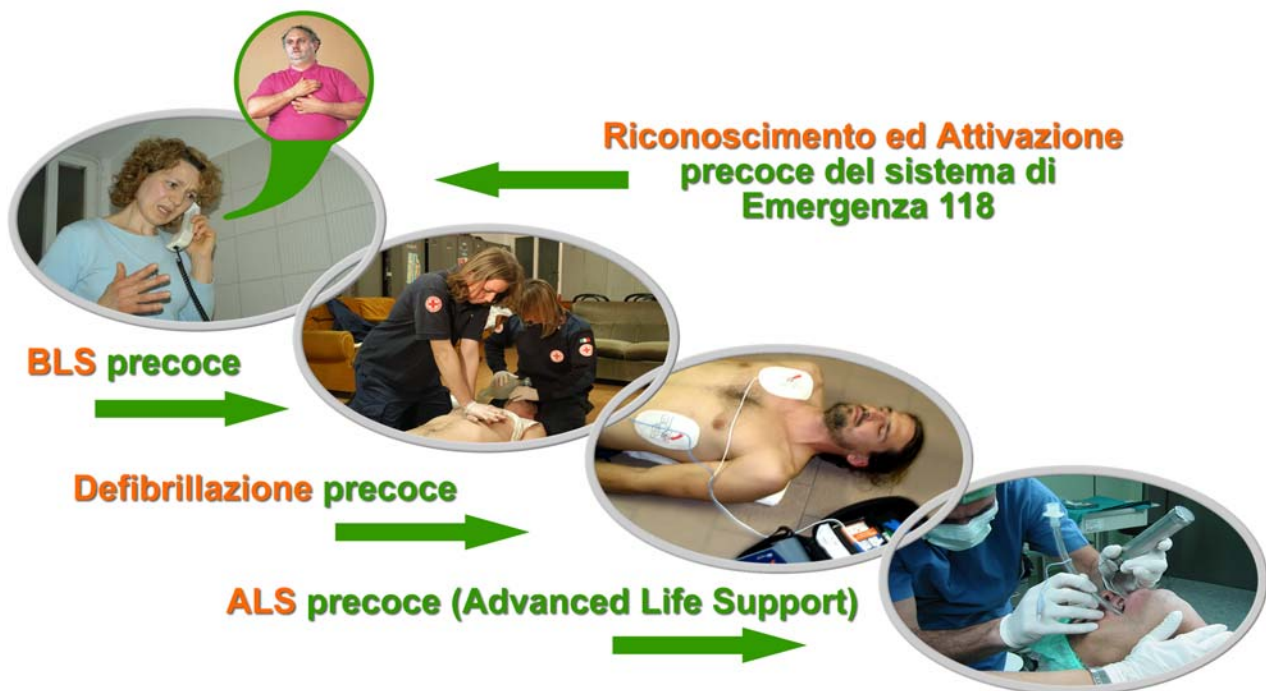 Riconoscimento ed Attivazione
precoce del sistema di
Emergenza 118
BLS precoce
Defibrillazione precoce
ALS precoce (Advanced Life Support)